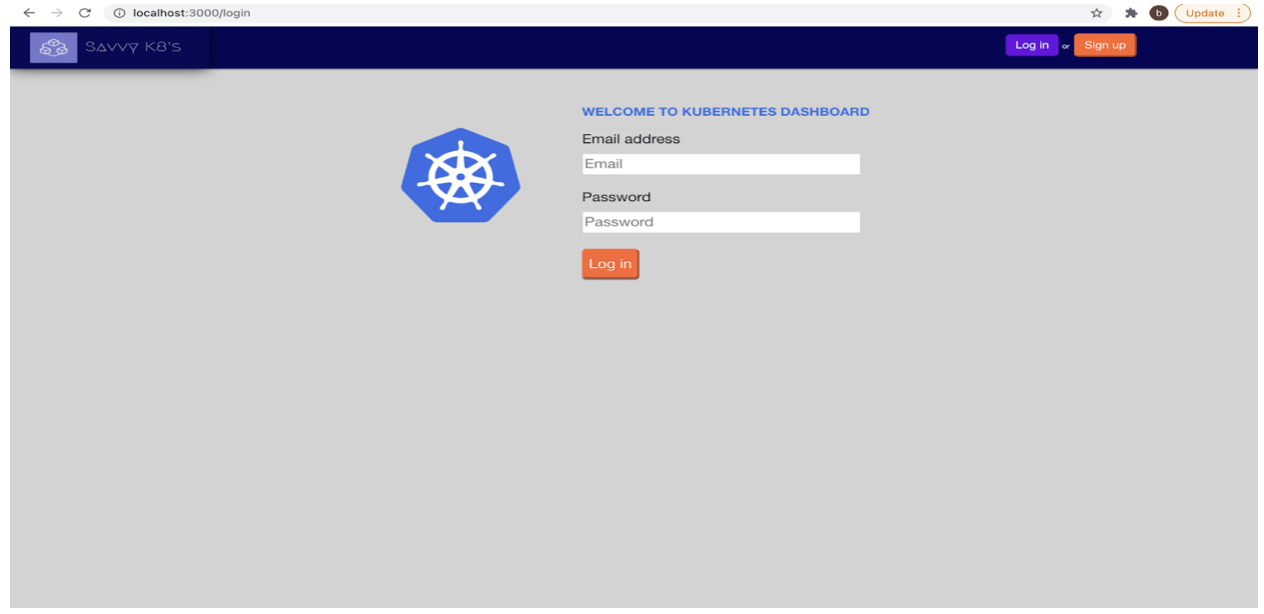 localhost:3000/login
b
Update
SAVVY K8'S
Log in or Sign up
WELCOME TO KUBERNETES DASHBOARD
Email address
Email
Password
Password
Log in